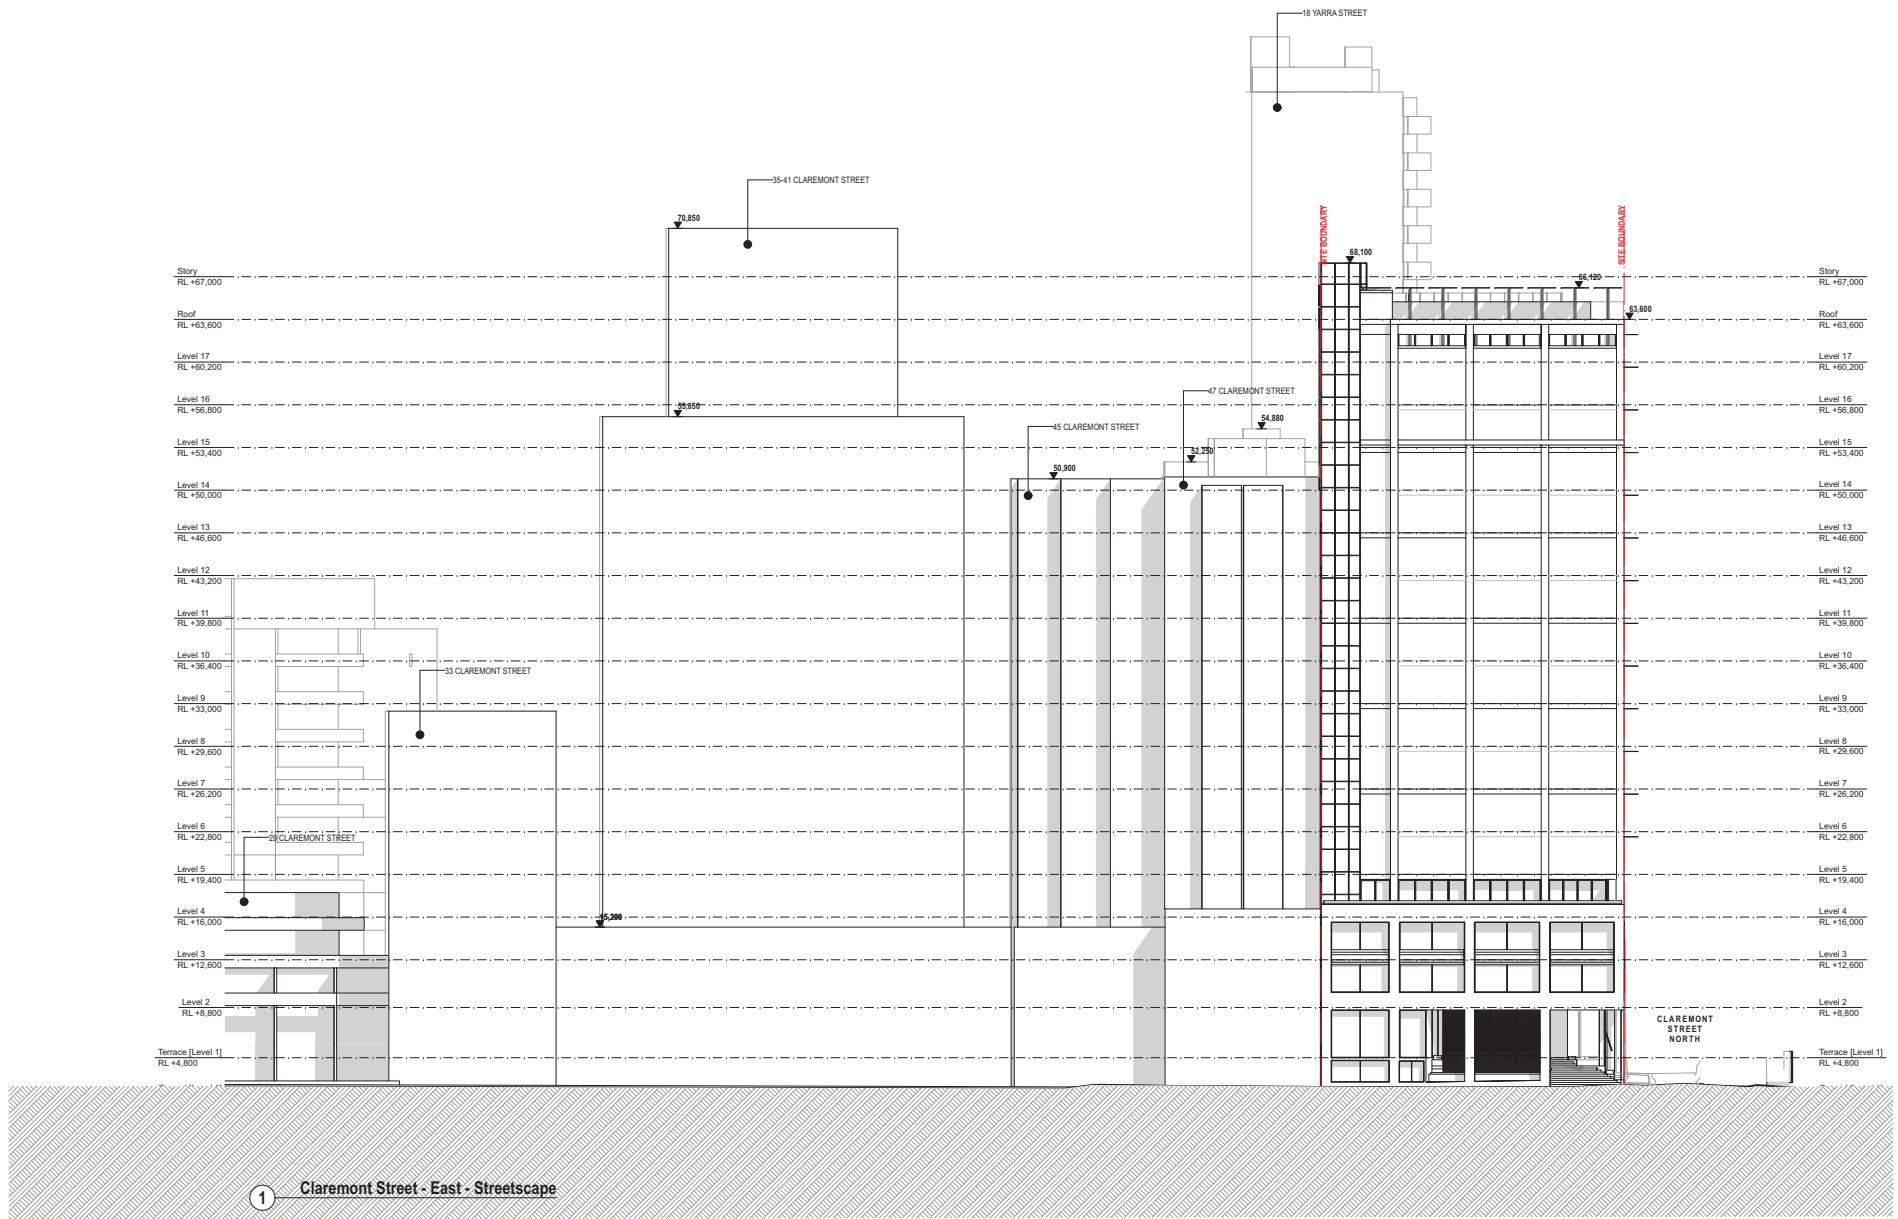 18 YARRA STREET
35-41 CLAREMONT STREET
70,850
SITE BOUNDARY
SITE BOUNDARY
68,100
66,120
63,600
Story
RL +67,000
Roof
RL +63,600
Level 17
RL +60,200
Level 16
RL +56,800
Level 15
RL +53,400
Level 14
RL +50,000
Level 13
RL +46,600
Level 12
RL +43,200
Level 11
RL +39,800
Level 10
RL +36,400
Level 9
RL +33,000
Level 8
RL +29,600
Level 7
RL +26,200
Level 6
RL +22,800
Level 5
RL +19,400
Level 4
RL +16,000
Level 3
RL +12,600
Level 2
RL +8,800
Terrace [Level 1]
RL +4,800
55,850
47 CLAREMONT STREET
54,880
45 CLAREMONT STREET
52,250
50,900
33 CLAREMONT STREET
29 CLAREMONT STREET
15,200
Story
RL +67,000
Roof
RL +63,600
Level 17
RL +60,200
Level 16
RL +56,800
Level 15
RL +53,400
Level 14
RL +50,000
Level 13
RL +46,600
Level 12
RL +43,200
Level 11
RL +39,800
Level 10
RL +36,400
Level 9
RL +33,000
Level 8
RL +29,600
Level 7
RL +26,200
Level 6
RL +22,800
Level 5
RL +19,400
Level 4
RL +16,000
Level 3
RL +12,600
Level 2
RL +8,800
Terrace [Level 1]
RL +4,800
CLAREMONT
STREET
NORTH
1
Claremont Street - East - Streetscape